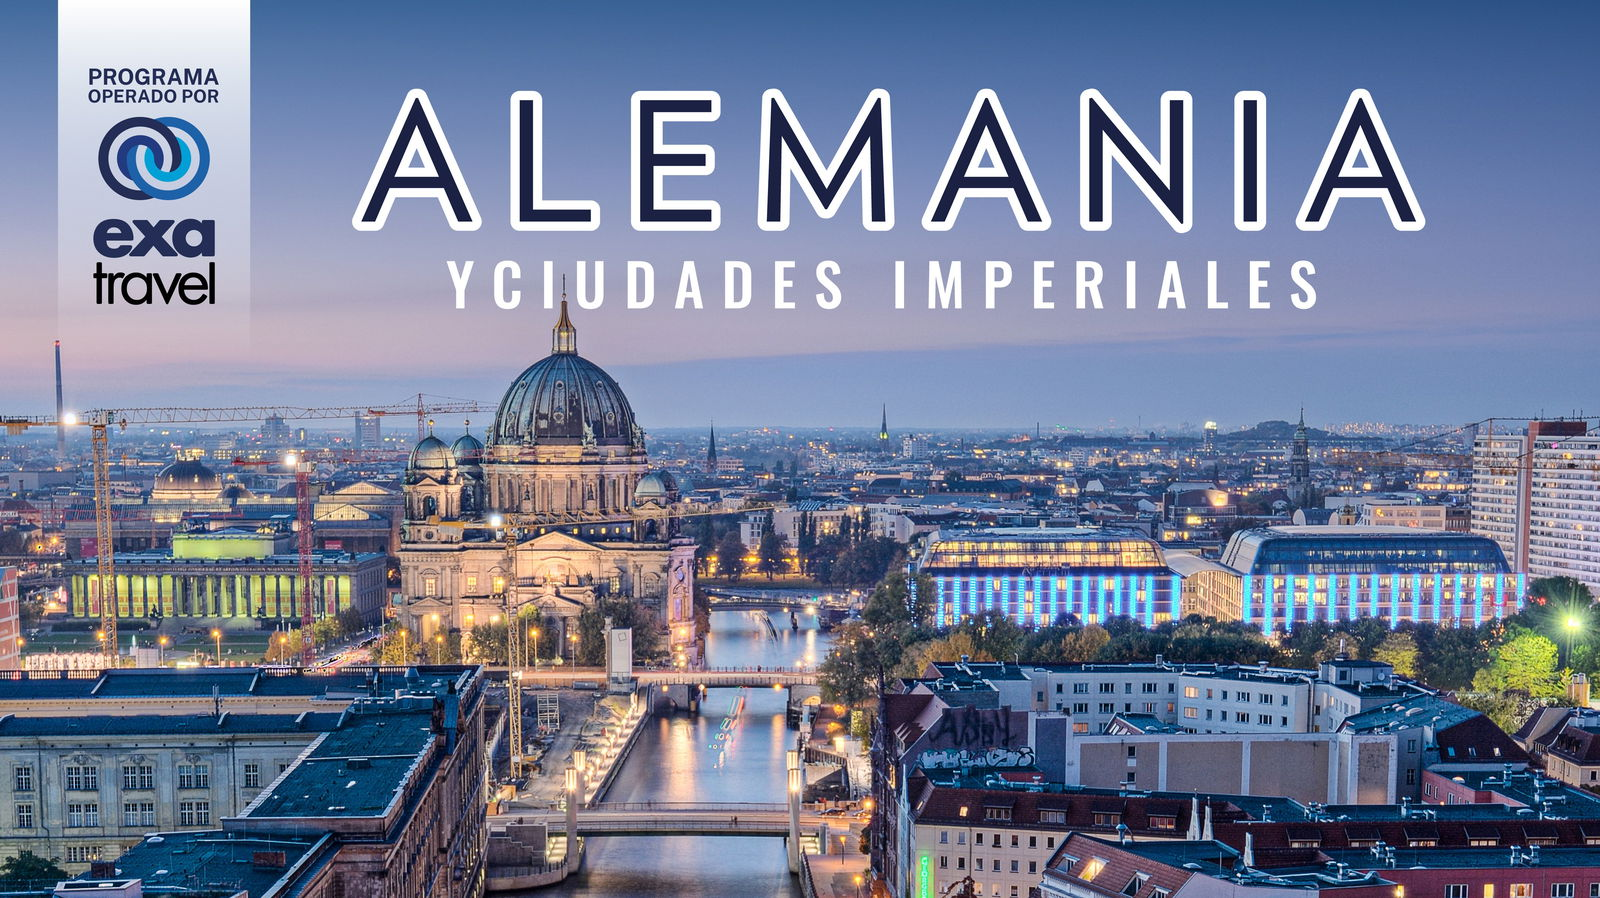 PROGRAMA
OPERADO POR
exa
travel
ALEMANIA
YCIUDADES IMPERIALES